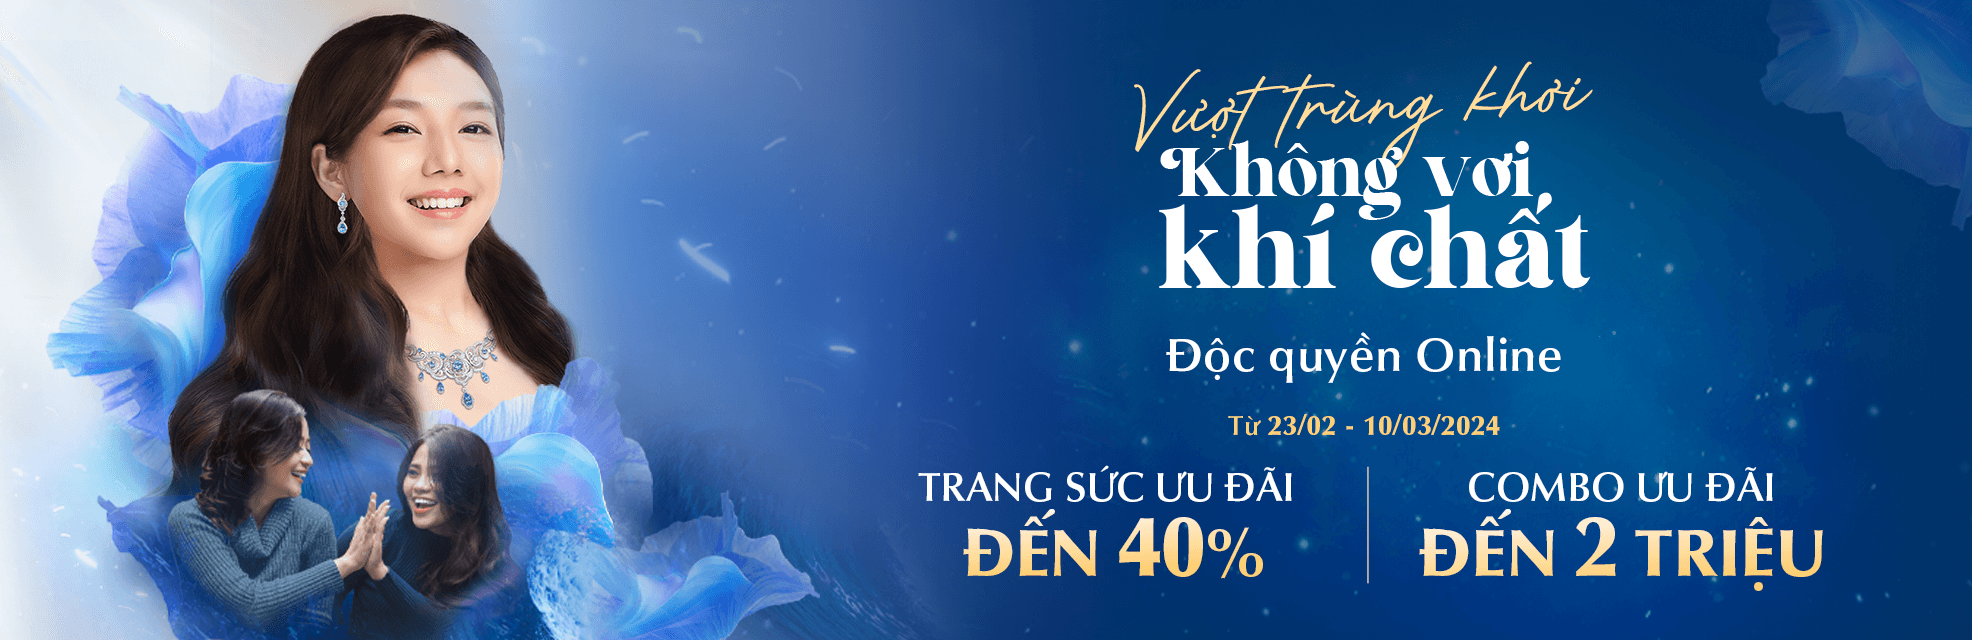 Vượt trùng khơi
Không vơi
khí chất
Độc quyền Online
Từ 23/02 - 10/03/2024
TRANG SỨC ƯU ĐÃI
ĐẾN 40%
COMBO ƯU ĐÃI
ĐẾN 2 TRIỆU